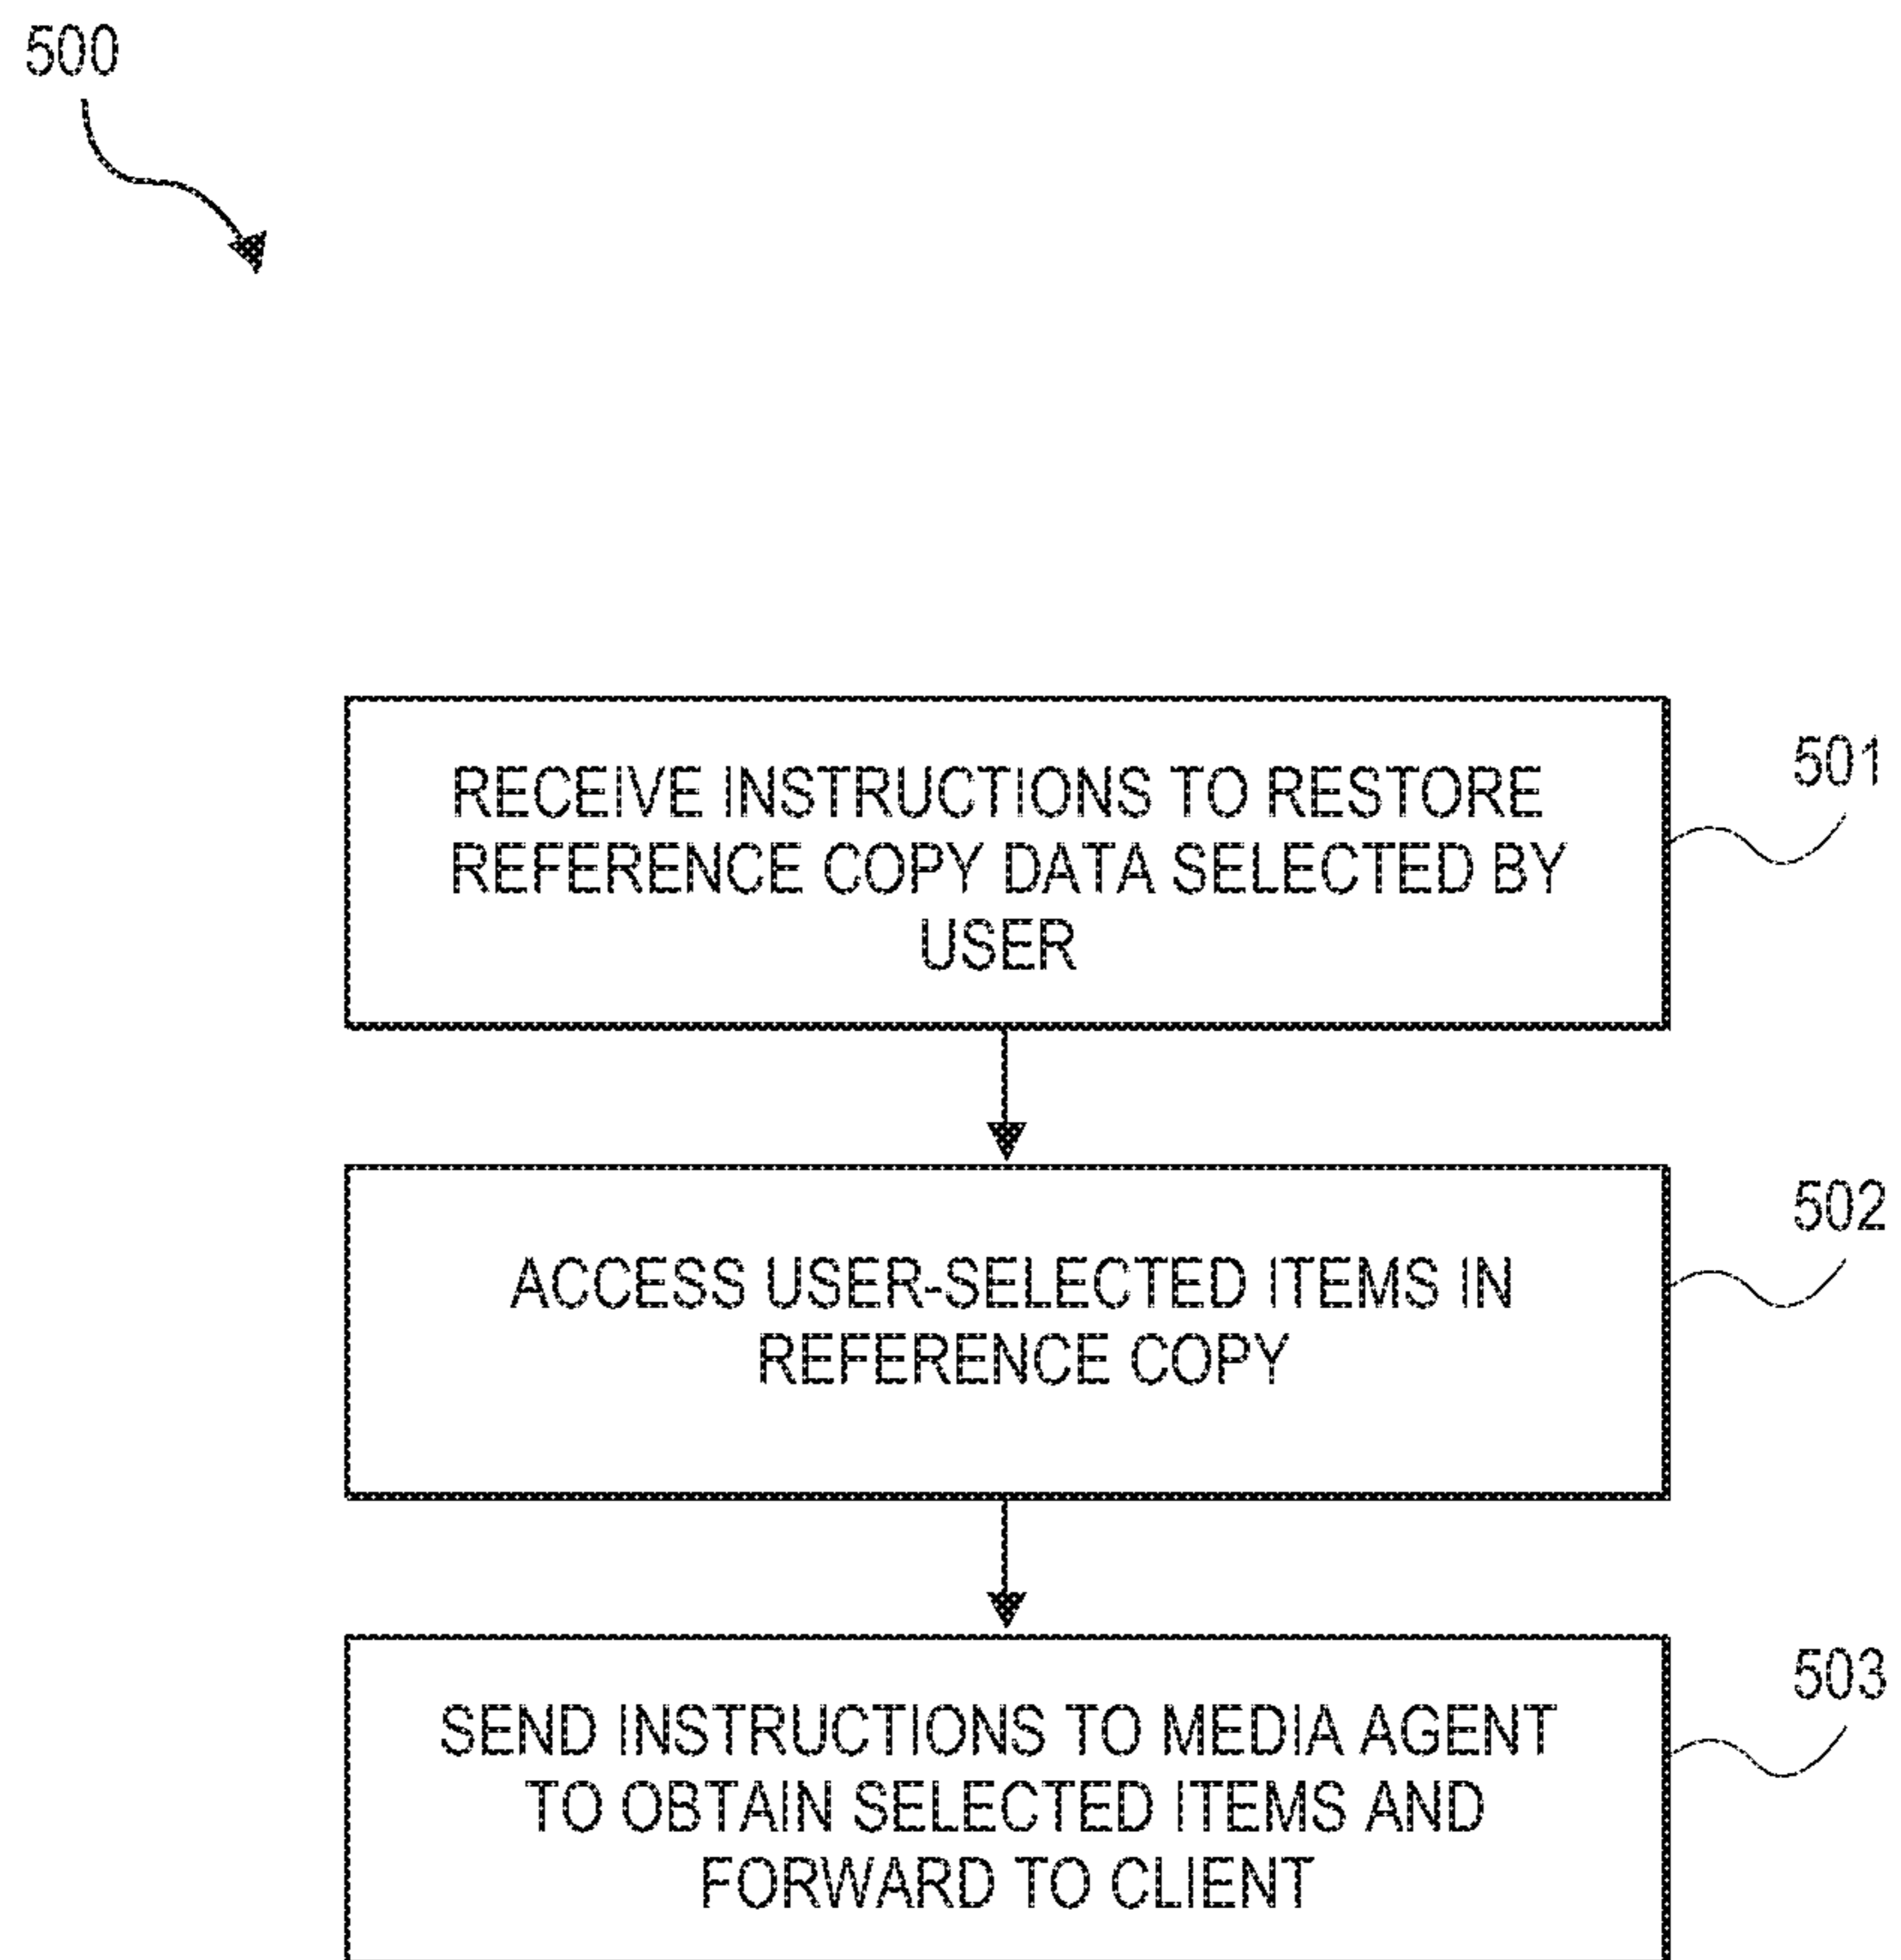 500
RECEIVE INSTRUCTIONS TO RESTORE
REFERENCE COPY DATA SELECTED BY
USER
501
ACCESS USER-SELECTED ITEMS IN
REFERENCE COPY
502
SEND INSTRUCTIONS TO MEDIA AGENT
TO OBTAIN SELECTED ITEMS AND
FORWARD TO CLIENT
503